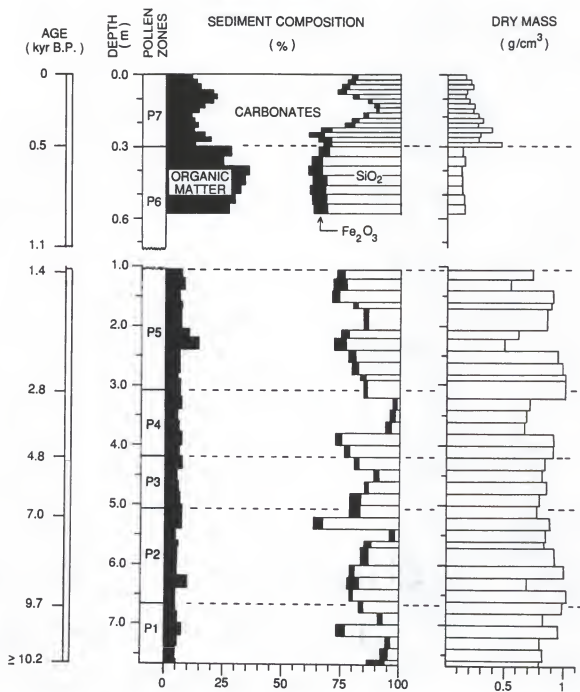 AGE
( kyr B.P. )
DEPTH
(m)
POLLEN
ZONES
SEDIMENT COMPOSITION
( % )
DRY MASS
( g/cm³ )
0
0.5
1.1
0.0
0.3
0.6
P7
P6
CARBONATES
ORGANIC
MATTER
SiO₂
Fe₂O₃
1.4
2.8
4.8
7.0
9.7
≥ 10.2
1.0
2.0
3.0
4.0
5.0
6.0
7.0
P5
P4
P3
P2
P1
0 25 50 75 100
0.5 1